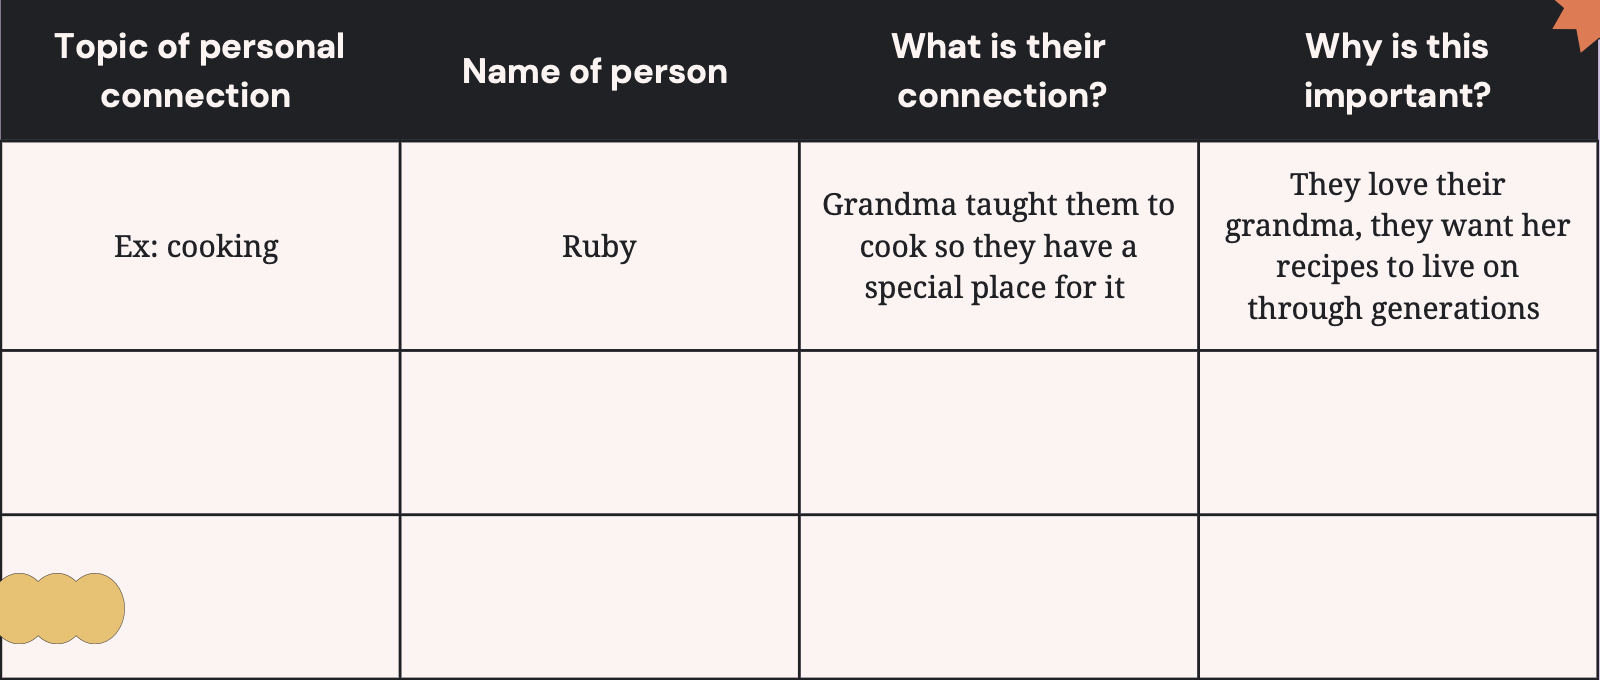 Topic of personal
connection
Name of person
What is their
connection?
Why is this
important?
Ex: cooking
Ruby
Grandma taught them to
cook so they have a
special place for it
They love their
grandma, they want her
recipes to live on
through generations